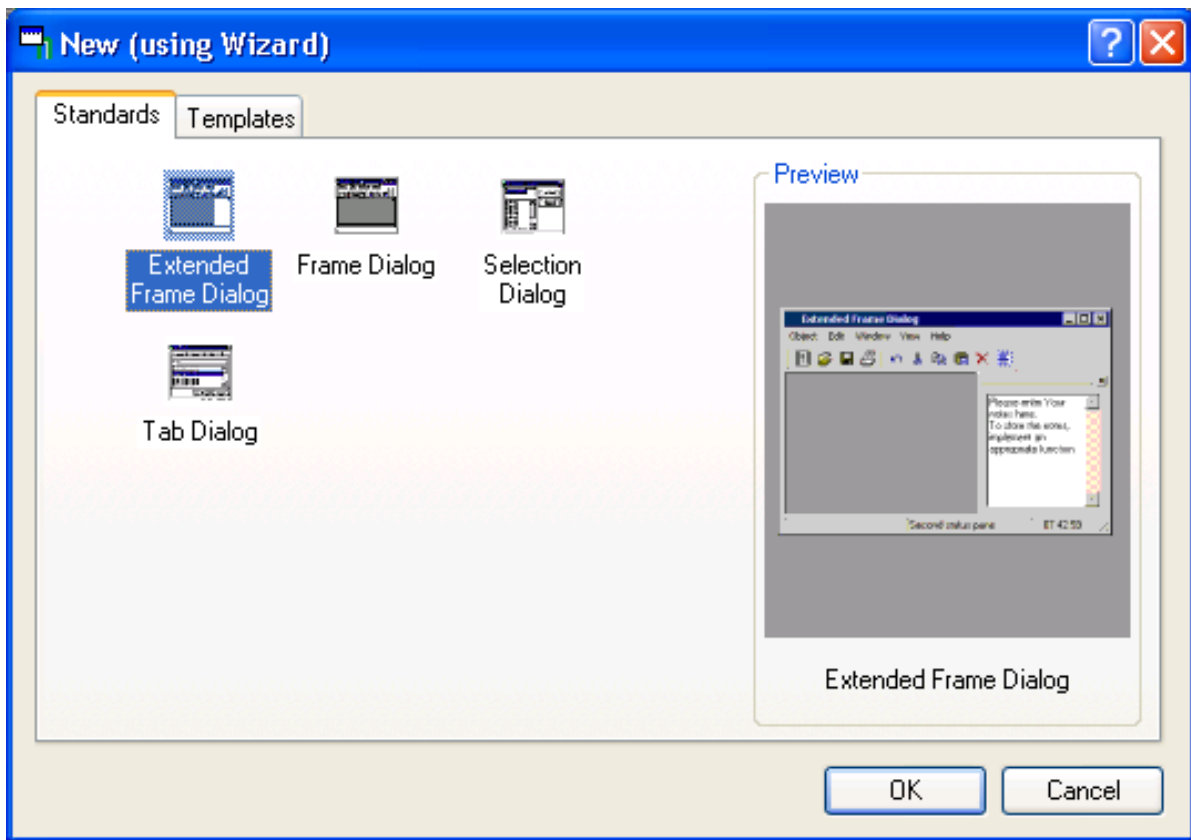 New (using Wizard)
Standards
Templates
Extended
Frame Dialog
Frame Dialog
Selection
Dialog
Tab Dialog
Preview
Extended Frame Dialog
Object Edit Window View Help
Please enter Your
notes here.
To store the notes,
implement an
appropriate function
Second status pane
Extended Frame Dialog
OK
Cancel